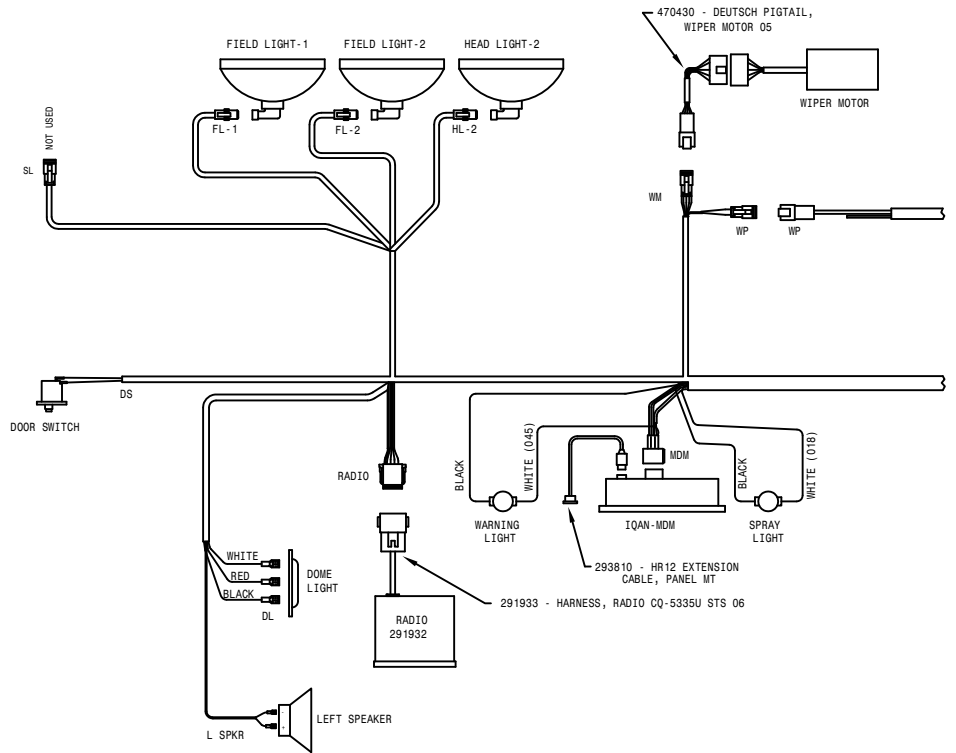 470430 - DEUTSCH PIGTAIL,
WIPER MOTOR 05
FIELD LIGHT-1
FIELD LIGHT-2
HEAD LIGHT-2
WIPER MOTOR
FL-1
FL-2
HL-2
NOT USED
SL
WM
WP
WP
DS
DOOR SWITCH
RADIO
BLACK
WHITE (045)
MDM
BLACK
WHITE (018)
WARNING
LIGHT
IQAN-MDM
SPRAY
LIGHT
WHITE
RED
BLACK
DOME
LIGHT
DL
293810 - HR12 EXTENSION
CABLE, PANEL MT
291933 - HARNESS, RADIO CQ-5335U STS 06
RADIO
291932
-
+
LEFT SPEAKER
L SPKR